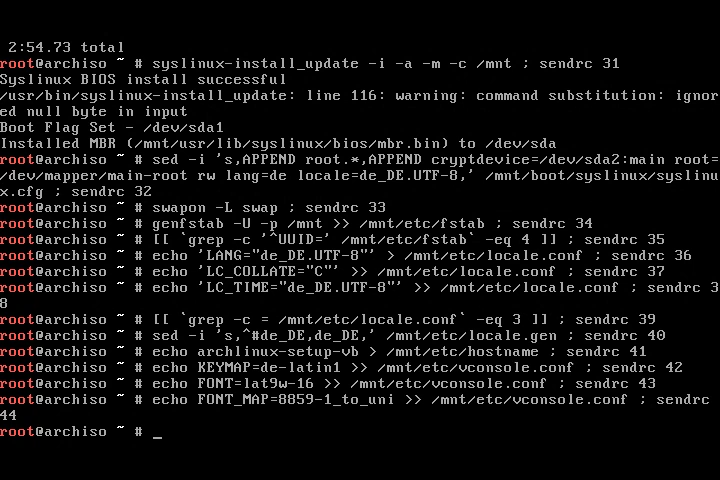 2:54.73 total
root@archiso ~ # syslinux-install_update -i -a -m -c /mnt ; sendrc 31
Syslinux BIOS install successful
/usr/bin/syslinux-install_update: line 116: warning: command substitution: ignor
ed null byte in input
Boot Flag Set - /dev/sda1
Installed MBR (/mnt/usr/lib/syslinux/bios/mbr.bin) to /dev/sda
root@archiso ~ # sed -i 's,APPEND root.*,APPEND cryptdevice=/dev/sda2:main root=
/dev/mapper/main-root rw lang=de locale=de_DE.UTF-8,' /mnt/boot/syslinux/syslinu
x.cfg ; sendrc 32
root@archiso ~ # swapon -L swap ; sendrc 33
root@archiso ~ # genfstab -U -p /mnt >> /mnt/etc/fstab ; sendrc 34
root@archiso ~ # [[ `grep -c '^UUID=' /mnt/etc/fstab` -eq 4 ]] ; sendrc 35
root@archiso ~ # echo 'LANG="de_DE.UTF-8"' > /mnt/etc/locale.conf ; sendrc 36
root@archiso ~ # echo 'LC_COLLATE="C"' >> /mnt/etc/locale.conf ; sendrc 37
root@archiso ~ # echo 'LC_TIME="de_DE.UTF-8"' >> /mnt/etc/locale.conf ; sendrc 3
8
root@archiso ~ # [[ `grep -c = /mnt/etc/locale.conf` -eq 3 ]] ; sendrc 39
root@archiso ~ # sed -i 's,^#de_DE,de_DE,' /mnt/etc/locale.gen ; sendrc 40
root@archiso ~ # echo archlinux-setup-vb > /mnt/etc/hostname ; sendrc 41
root@archiso ~ # echo KEYMAP=de-latin1 >> /mnt/etc/vconsole.conf ; sendrc 42
root@archiso ~ # echo FONT=lat9w-16 >> /mnt/etc/vconsole.conf ; sendrc 43
root@archiso ~ # echo FONT_MAP=8859-1_to_uni >> /mnt/etc/vconsole.conf ; sendrc
44
root@archiso ~ # _